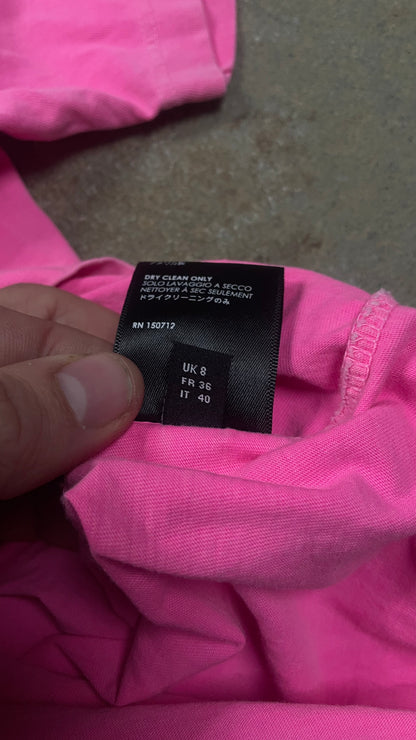 DRY CLEAN ONLY
SOLO LAVAGGIO A SECCO
NETTOYER À SEC SEULEMENT
ドライクリーニングのみ
RN 150712
UK 8
FR 36
IT 40